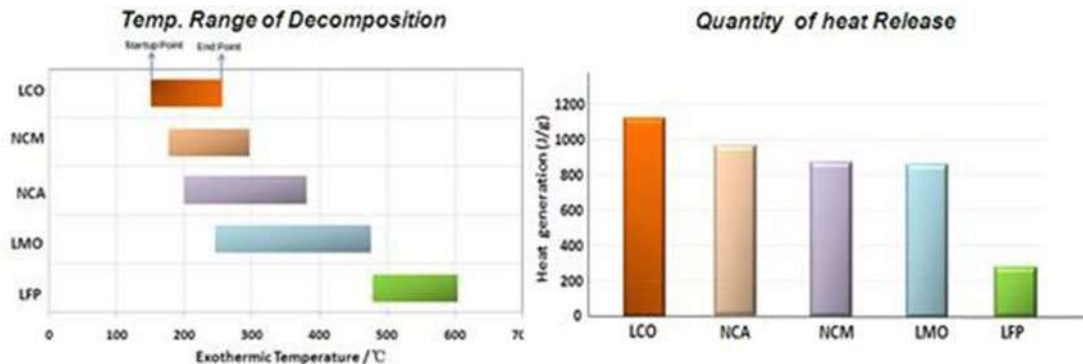 Temp. Range of Decomposition
Startup Point End Point
LCO
NCM
NCA
LMO
LFP
0 100 200 300 400 500 600 70
Exothermic Temperature /℃
Quantity of heat Release
Heat generation (J/g)
1200
1000
800
600
400
200
0
LCO NCA NCM LMO LFP